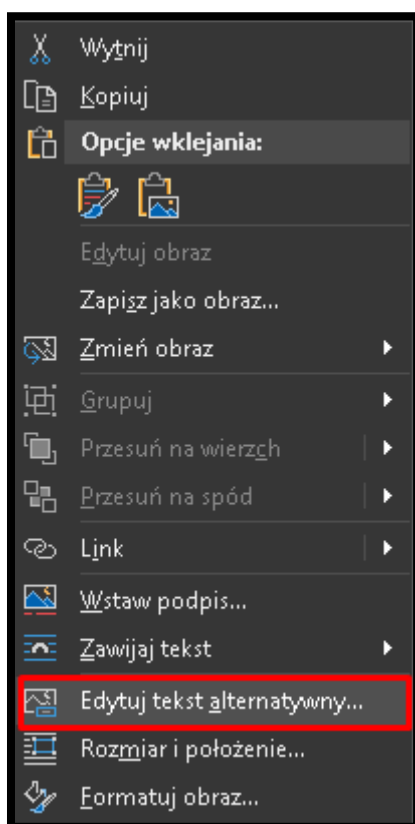 Wytnij
Kopiuj
Opcje wklejania:
Edytuj obraz
Zapisz jako obraz...
Zmień obraz
Grupuj
Przesuń na wierzch
Przesuń na spód
Link
Wstaw podpis...
Zawijaj tekst
Edytuj tekst alternatywny...
Rozmiar i położenie...
Formatuj obraz...